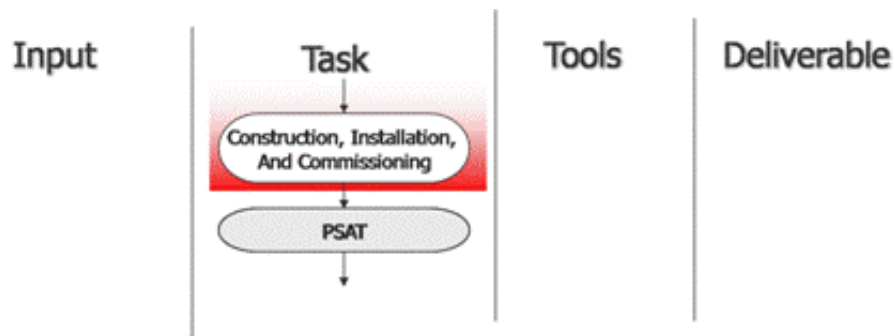 Input
Task
Tools
Deliverable
Construction, Installation,
And Commissioning
PSAT